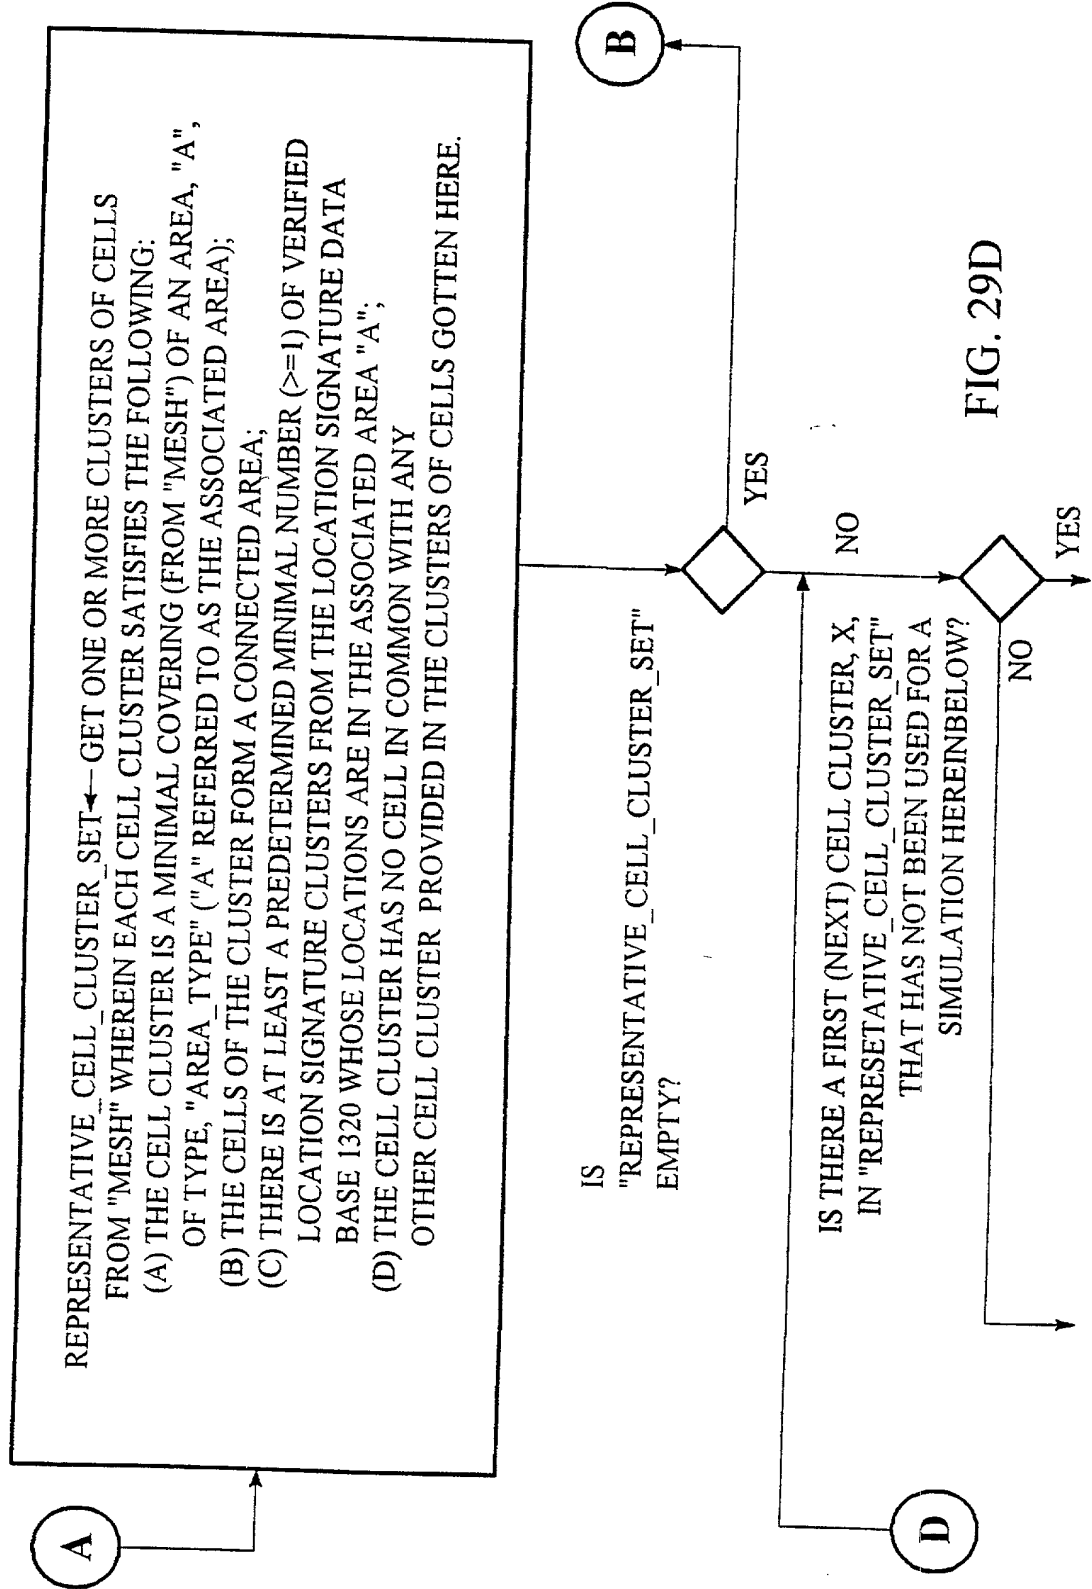 A
REPRESENTATIVE_CELL_CLUSTER_SET ← GET ONE OR MORE CLUSTERS OF CELLS
FROM "MESH" WHEREIN EACH CELL CLUSTER SATISFIES THE FOLLOWING:
(A) THE CELL CLUSTER IS A MINIMAL COVERING (FROM "MESH") OF AN AREA, "A",
OF TYPE, "AREA_TYPE" ("A" REFERRED TO AS THE ASSOCIATED AREA);
(B) THE CELLS OF THE CLUSTER FORM A CONNECTED AREA;
(C) THERE IS AT LEAST A PREDETERMINED MINIMAL NUMBER (>=1) OF VERIFIED
LOCATION SIGNATURE CLUSTERS FROM THE LOCATION SIGNATURE DATA
BASE 1320 WHOSE LOCATIONS ARE IN THE ASSOCIATED AREA "A";
(D) THE CELL CLUSTER HAS NO CELL IN COMMON WITH ANY
OTHER CELL CLUSTER PROVIDED IN THE CLUSTERS OF CELLS GOTTEN HERE.
IS
"REPRESENTATIVE_CELL_CLUSTER_SET"
EMPTY?
YES
B
NO
D
IS THERE A FIRST (NEXT) CELL CLUSTER, X,
IN "REPRESETATIVE_CELL_CLUSTER_SET"
THAT HAS NOT BEEN USED FOR A
SIMULATION HEREINBELOW?
NO
YES
FIG. 29D